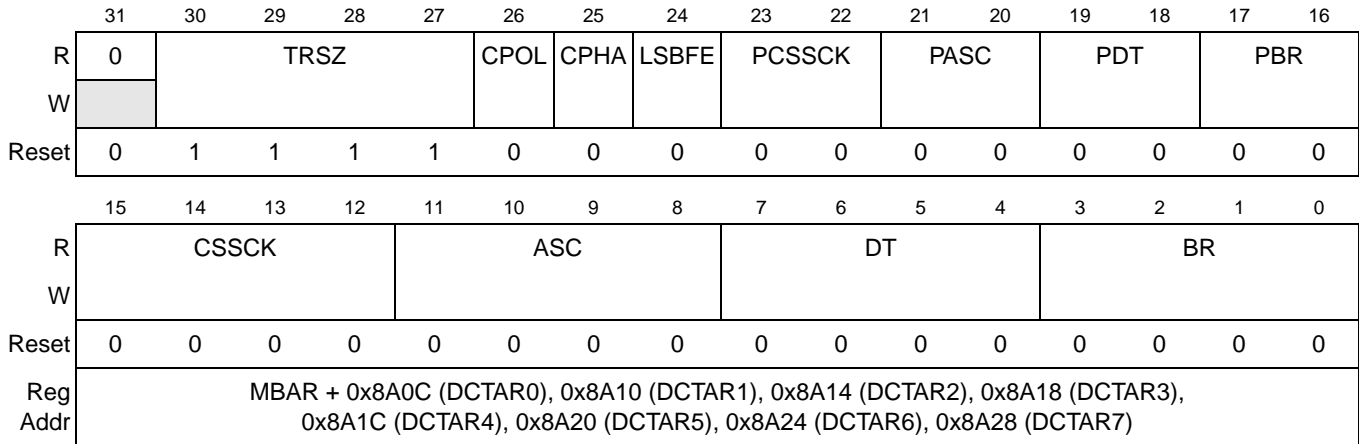 31 30 29 28 27 26 25 24 23 22 21 20 19 18 17 16
R 0 TRSZ CPOL CPHA LSBFE PCSSCK PASC PDT PBR
W
Reset 0 1 1 1 1 0 0 0 0 0 0 0 0 0 0 0
15 14 13 12 11 10 9 8 7 6 5 4 3 2 1 0
R CSSCK ASC DT BR
W
Reset 0 0 0 0 0 0 0 0 0 0 0 0 0 0 0 0
Reg MBAR + 0x8A0C (DCTAR0), 0x8A10 (DCTAR1), 0x8A14 (DCTAR2), 0x8A18 (DCTAR3),
Addr 0x8A1C (DCTAR4), 0x8A20 (DCTAR5), 0x8A24 (DCTAR6), 0x8A28 (DCTAR7)